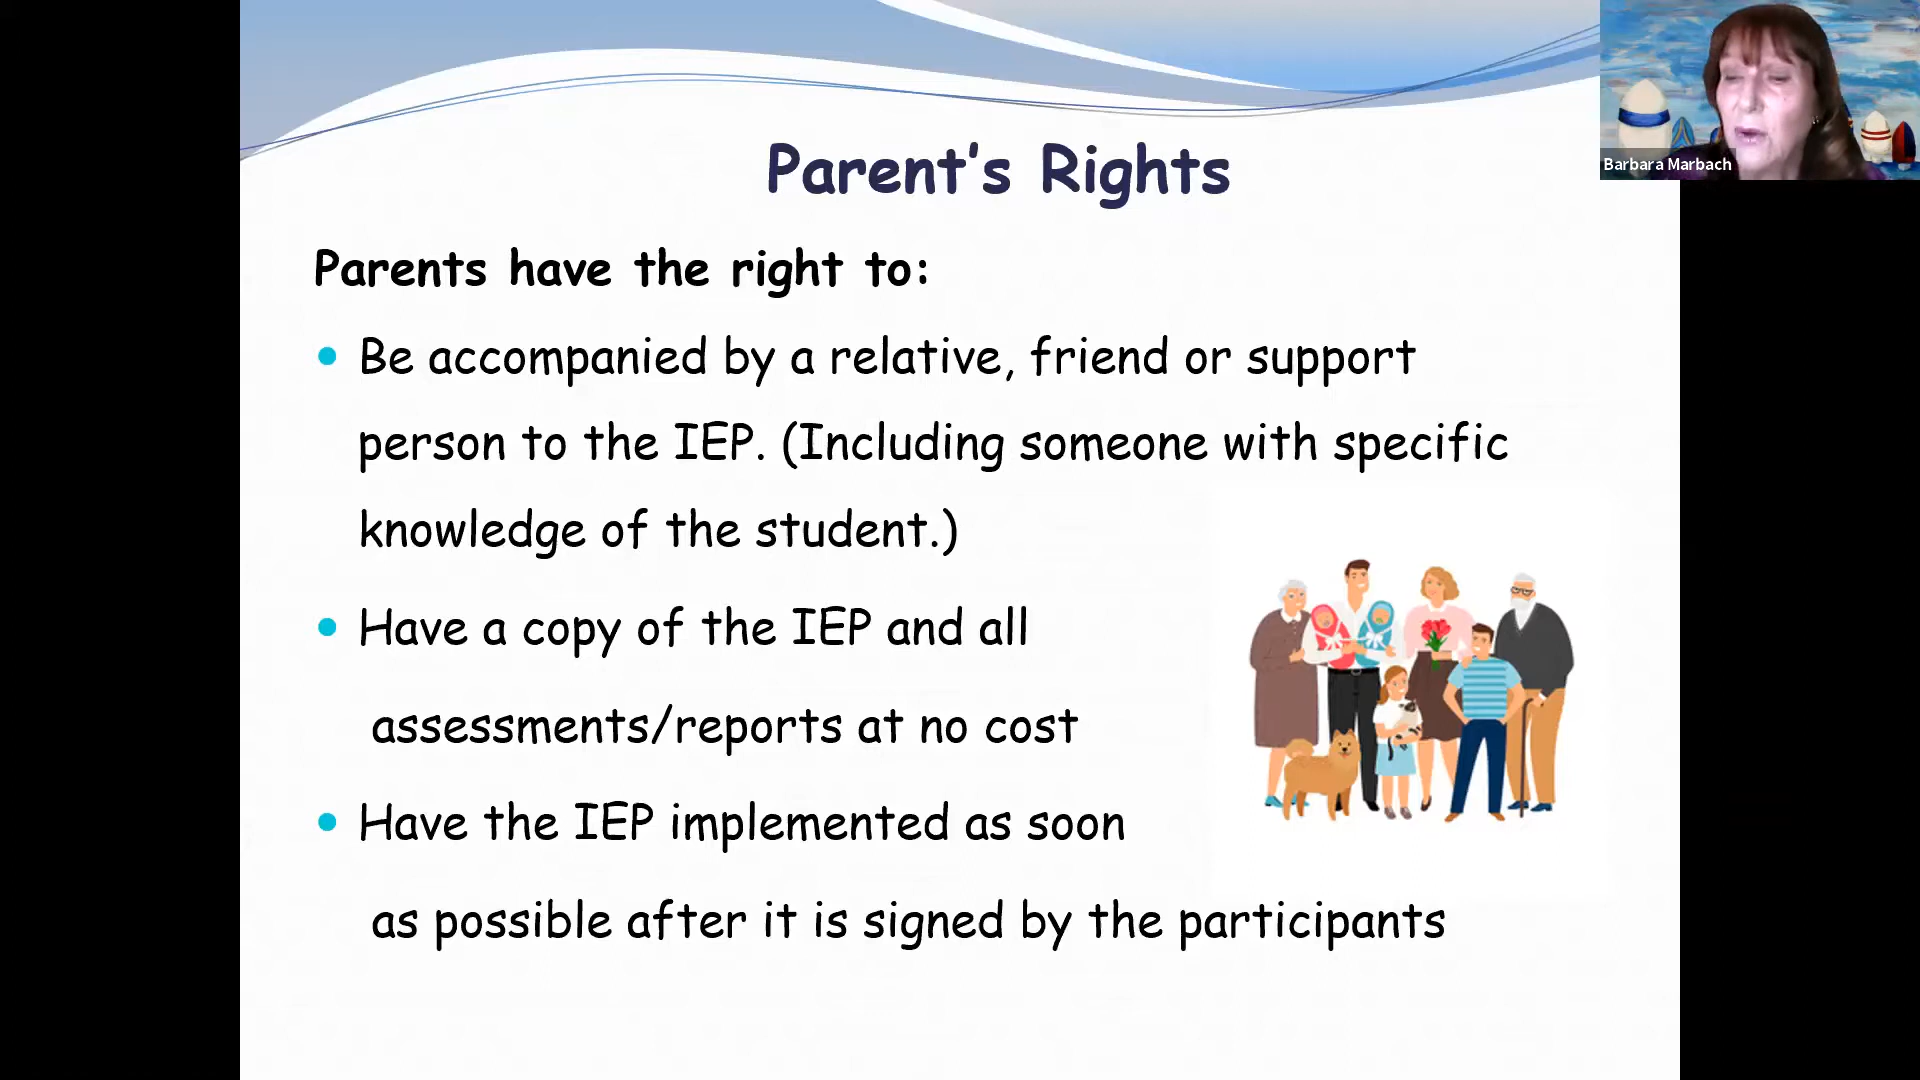 Parent’s Rights
Barbara Marbach
Parents have the right to:
• Be accompanied by a relative, friend or support
person to the IEP. (Including someone with specific
knowledge of the student.)
• Have a copy of the IEP and all
assessments/reports at no cost
• Have the IEP implemented as soon
as possible after it is signed by the participants